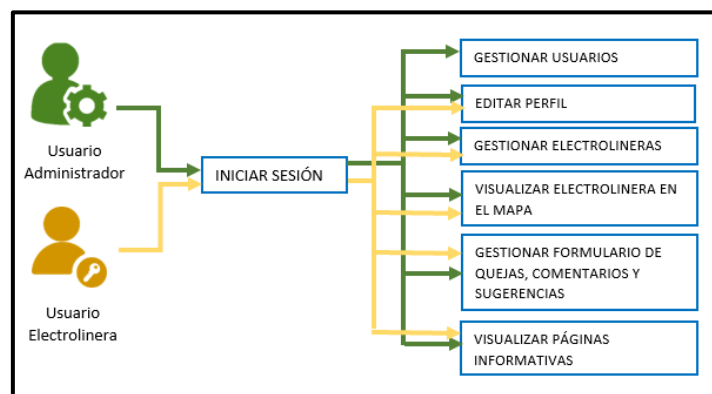 Usuario
Administrador
Usuario
Electrolinera
INICIAR SESIÓN
GESTIONAR USUARIOS
EDITAR PERFIL
GESTIONAR ELECTROLINERAS
VISUALIZAR ELECTROLINERA EN
EL MAPA
GESTIONAR FORMULARIO DE
QUEJAS, COMENTARIOS Y
SUGERENCIAS
VISUALIZAR PÁGINAS
INFORMATIVAS